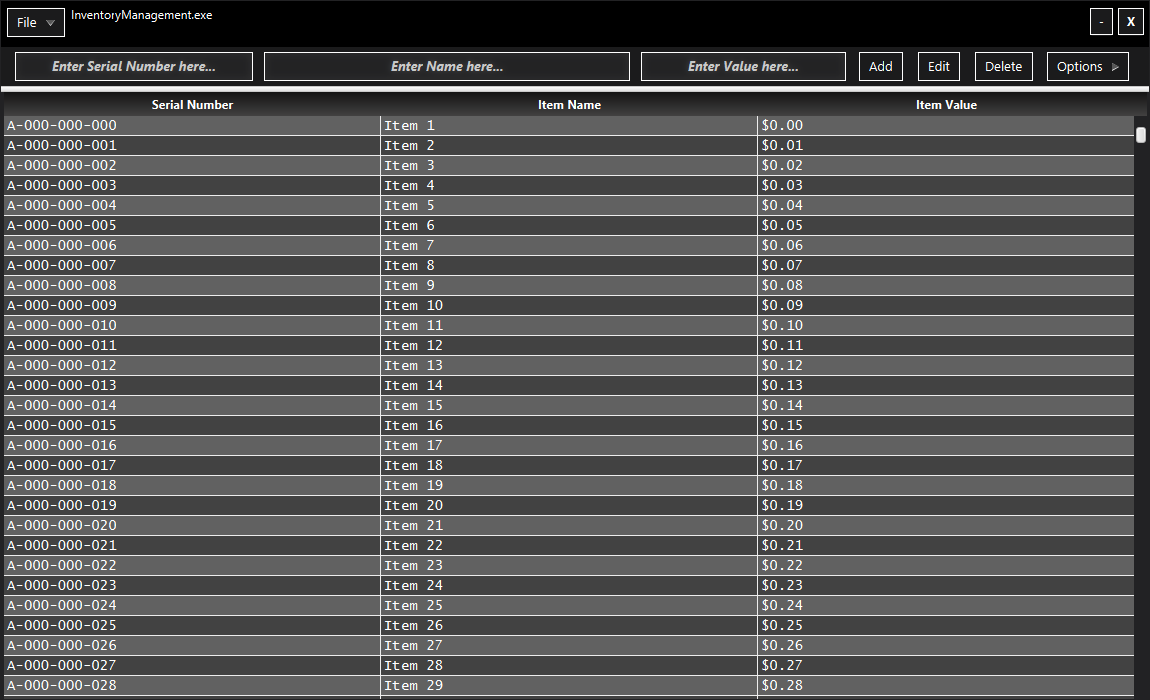 File InventoryManagement.exe - X
Enter Serial Number here... Enter Name here... Enter Value here... Add Edit Delete Options
Serial Number Item Name Item Value
A-000-000-000 Item 1 $0.00
A-000-000-001 Item 2 $0.01
A-000-000-002 Item 3 $0.02
A-000-000-003 Item 4 $0.03
A-000-000-004 Item 5 $0.04
A-000-000-005 Item 6 $0.05
A-000-000-006 Item 7 $0.06
A-000-000-007 Item 8 $0.07
A-000-000-008 Item 9 $0.08
A-000-000-009 Item 10 $0.09
A-000-000-010 Item 11 $0.10
A-000-000-011 Item 12 $0.11
A-000-000-012 Item 13 $0.12
A-000-000-013 Item 14 $0.13
A-000-000-014 Item 15 $0.14
A-000-000-015 Item 16 $0.15
A-000-000-016 Item 17 $0.16
A-000-000-017 Item 18 $0.17
A-000-000-018 Item 19 $0.18
A-000-000-019 Item 20 $0.19
A-000-000-020 Item 21 $0.20
A-000-000-021 Item 22 $0.21
A-000-000-022 Item 23 $0.22
A-000-000-023 Item 24 $0.23
A-000-000-024 Item 25 $0.24
A-000-000-025 Item 26 $0.25
A-000-000-026 Item 27 $0.26
A-000-000-027 Item 28 $0.27
A-000-000-028 Item 29 $0.28